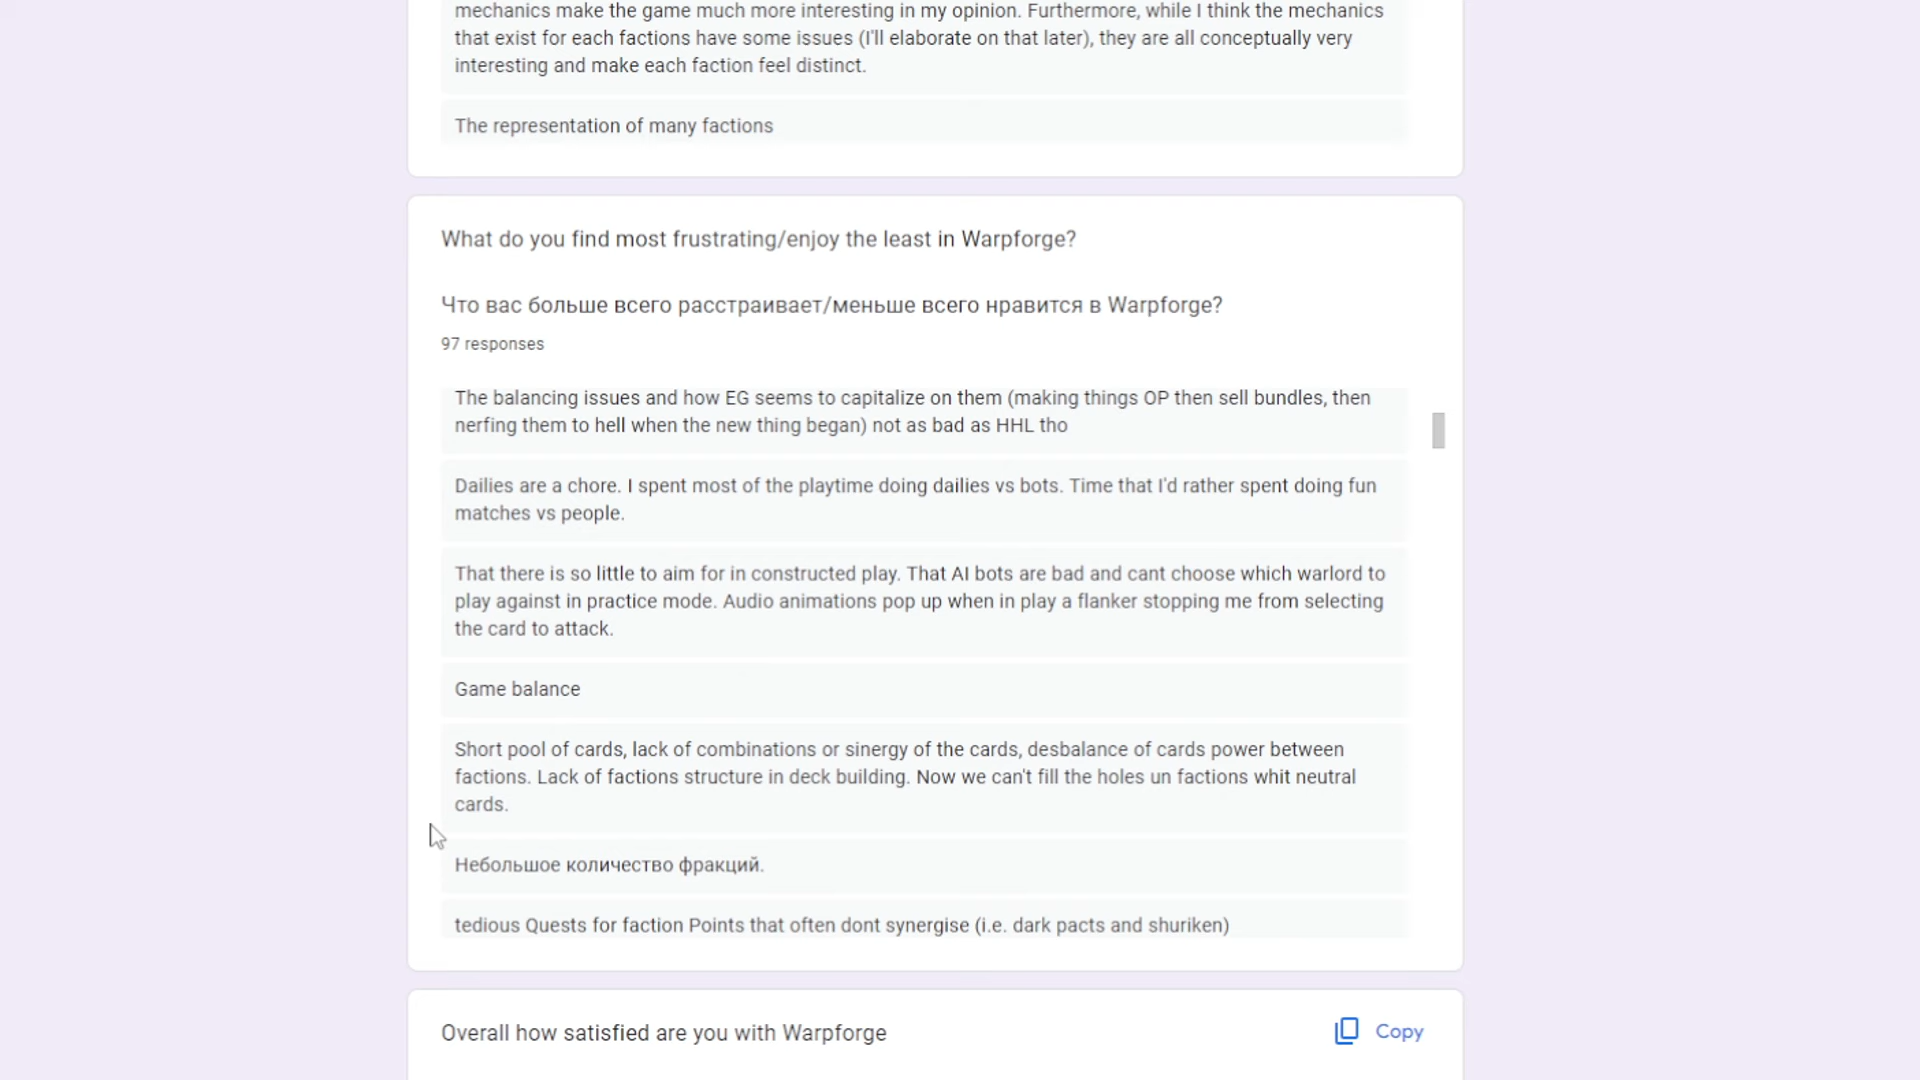 mechanics make the game much more interesting in my opinion. Furthermore, while I think the mechanics
that exist for each factions have some issues (I'll elaborate on that later), they are all conceptually very
interesting and make each faction feel distinct.
The representation of many factions
What do you find most frustrating/enjoy the least in Warpforge?
Что вас больше всего расстраивает/меньше всего нравится в Warpforge?
97 responses
The balancing issues and how EG seems to capitalize on them (making things OP then sell bundles, then
nerfing them to hell when the new thing began) not as bad as HHL tho
Dailies are a chore. I spent most of the playtime doing dailies vs bots. Time that I'd rather spent doing fun
matches vs people.
That there is so little to aim for in constructed play. That AI bots are bad and cant choose which warlord to
play against in practice mode. Audio animations pop up when in play a flanker stopping me from selecting
the card to attack.
Game balance
Short pool of cards, lack of combinations or sinergy of the cards, desbalance of cards power between
factions. Lack of factions structure in deck building. Now we can't fill the holes un factions whit neutral
cards.
Небольшое количество фракций.
tedious Quests for faction Points that often dont synergise (i.e. dark pacts and shuriken)
Overall how satisfied are you with Warpforge
Copy